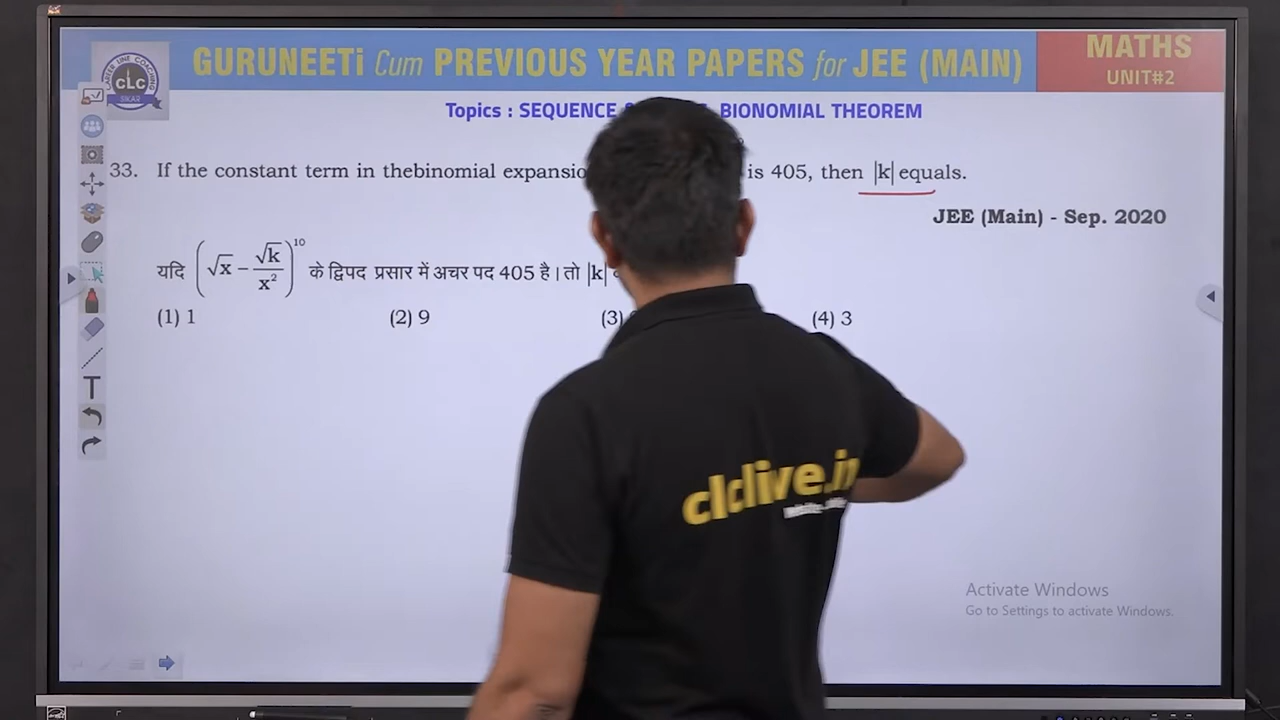 GURUNEETi Cum PREVIOUS YEAR PAPERS for JEE (MAIN)
MATHS
UNIT#2
CLC
SIKAR
Topics : SEQUENCE BIONOMIAL THEOREM
33. If the constant term in thebinomial is 405, then |k| equals.
JEE (Main) - Sep. 2020
यदि (√x − √k/x²)¹⁰ के द्विपद प्रसार में अचर पद 405 है। तो |k|
(1) 1 (2) 9 (3) (4) 3
T
clclive.in
Activate Windows
Go to Settings to activate Windows.